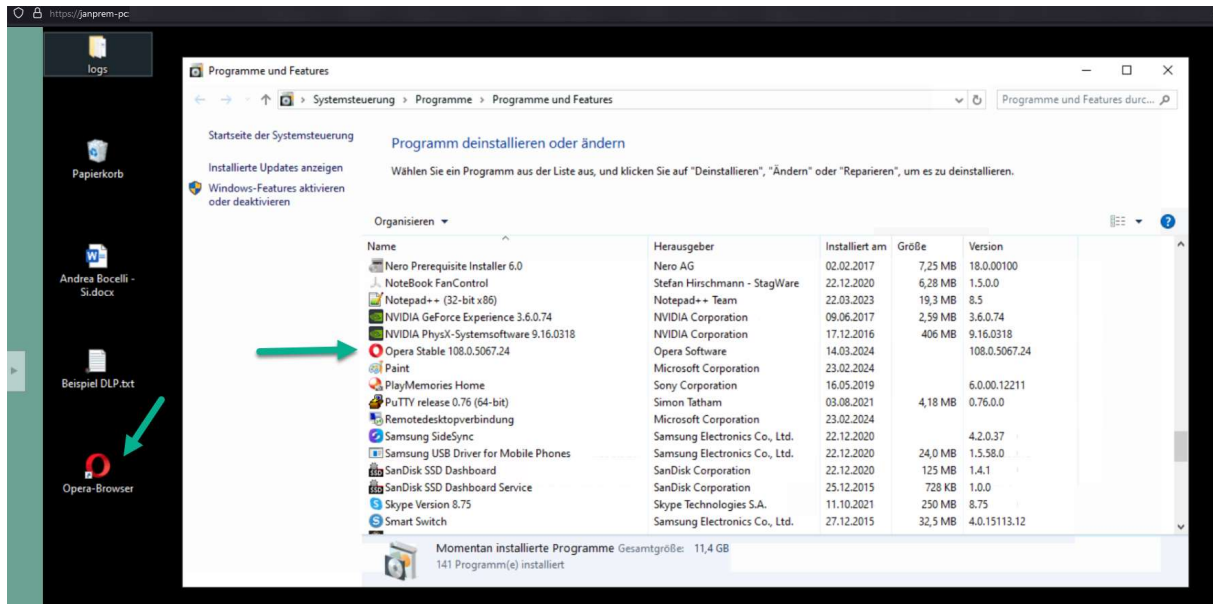 https://janprem-pc
logs
Papierkorb
Andrea Bocelli -
Si.docx
Beispiel DLP.txt
Opera-Browser
Programme und Features
Systemsteuerung > Programme > Programme und Features
Programme und Features durc...
Startseite der Systemsteuerung
Installierte Updates anzeigen
Windows-Features aktivieren
oder deaktivieren
Programm deinstallieren oder ändern
Wählen Sie ein Programm aus der Liste aus, und klicken Sie auf "Deinstallieren", "Ändern" oder "Reparieren", um es zu deinstallieren.
Organisieren
Name Herausgeber Installiert am Größe Version
Nero Prerequisite Installer 6.0 Nero AG 02.02.2017 7,25 MB 18.0.00100
NoteBook FanControl Stefan Hirschmann - StagWare 22.12.2020 6,28 MB 1.5.0.0
Notepad++ (32-bit x86) Notepad++ Team 22.03.2023 19,3 MB 8.5
NVIDIA GeForce Experience 3.6.0.74 NVIDIA Corporation 09.06.2017 2,59 MB 3.6.0.74
NVIDIA PhysX-Systemsoftware 9.16.0318 NVIDIA Corporation 17.12.2016 406 MB 9.16.0318
Opera Stable 108.0.5067.24 Opera Software 14.03.2024 108.0.5067.24
Paint Microsoft Corporation 23.02.2024
PlayMemories Home Sony Corporation 16.05.2019 6.0.00.12211
PuTTY release 0.76 (64-bit) Simon Tatham 03.08.2021 4,18 MB 0.76.0.0
Remotedesktopverbindung Microsoft Corporation 23.02.2024
Samsung SideSync Samsung Electronics Co., Ltd. 22.12.2020 4.2.0.37
Samsung USB Driver for Mobile Phones Samsung Electronics Co., Ltd. 22.12.2020 24,0 MB 1.5.58.0
SanDisk SSD Dashboard SanDisk Corporation 22.12.2020 125 MB 1.4.1
SanDisk SSD Dashboard Service SanDisk Corporation 25.12.2015 728 KB 1.0.0
Skype Version 8.75 Skype Technologies S.A. 11.10.2021 250 MB 8.75
Smart Switch Samsung Electronics Co., Ltd. 27.12.2015 32,5 MB 4.0.15113.12
Momentan installierte Programme Gesamtgröße: 11,4 GB
141 Programm(e) installiert